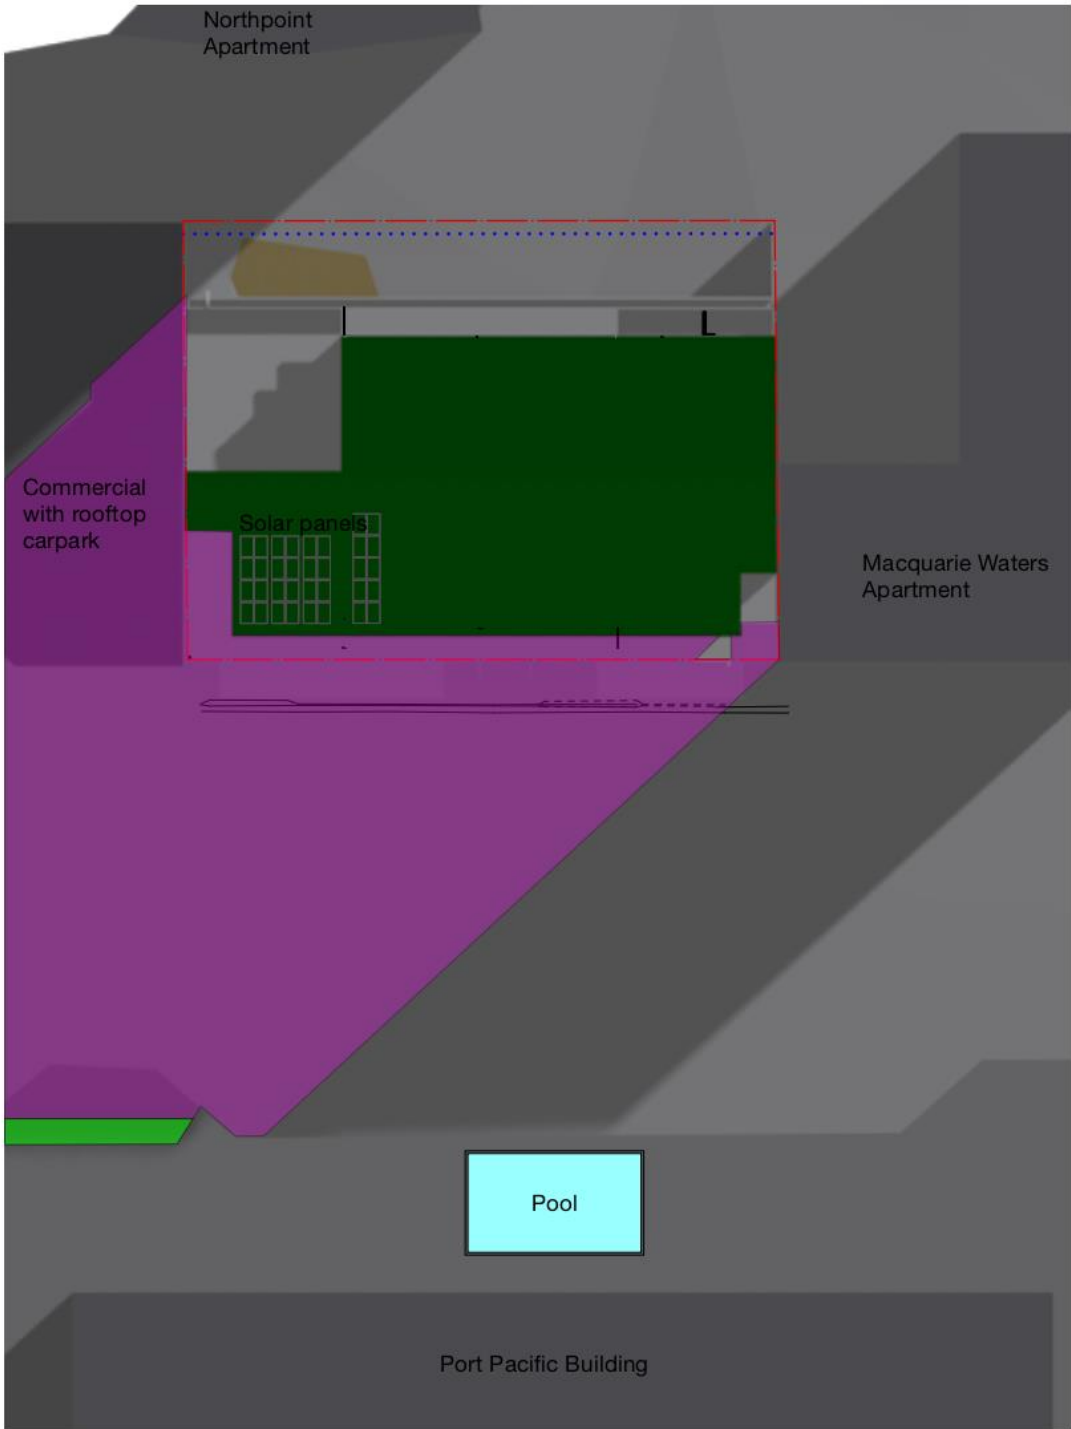 Northpoint
Apartment
Commercial
with rooftop
carpark
Solar panels
Macquarie Waters
Apartment
Pool
Port Pacific Building